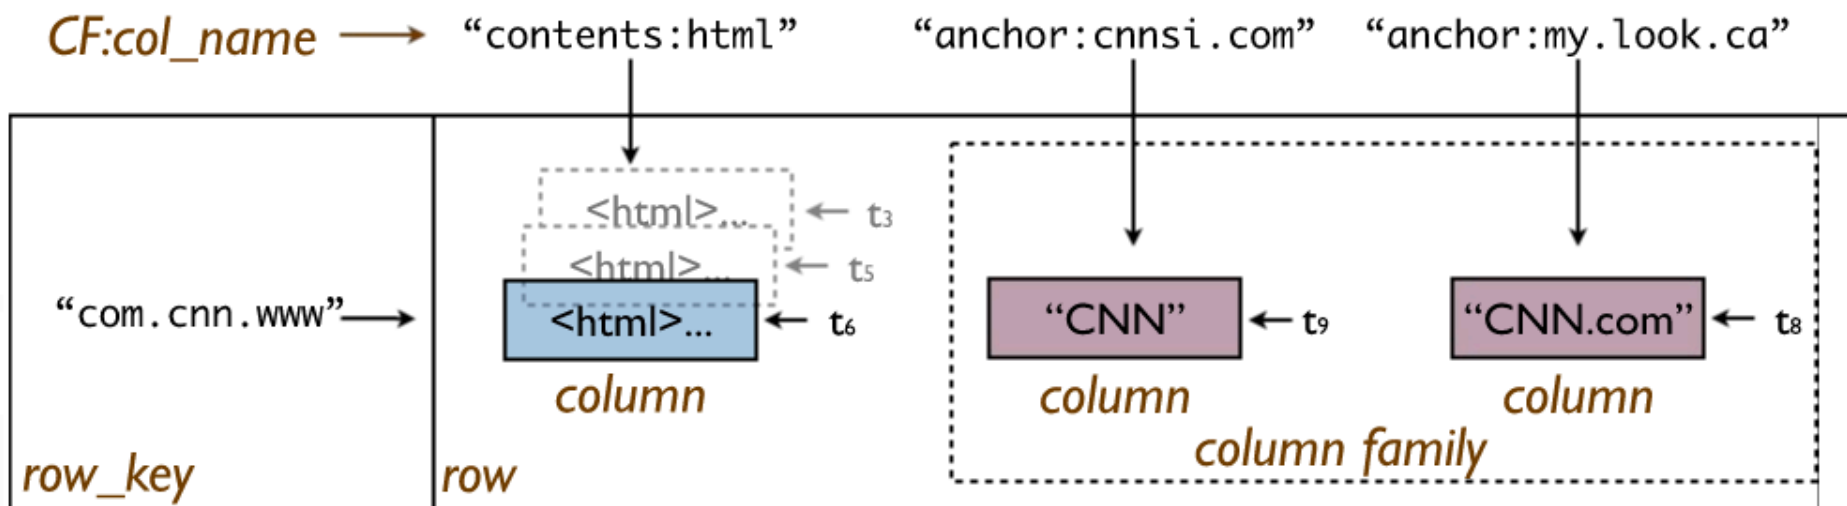 CF:col_name “contents:html” “anchor:cnnsi.com” “anchor:my.look.ca”
<html>... t3
<html>... t5
“com.cnn.www” <html>... t6 “CNN” t9 “CNN.com” t8
column column column
column family
row_key row